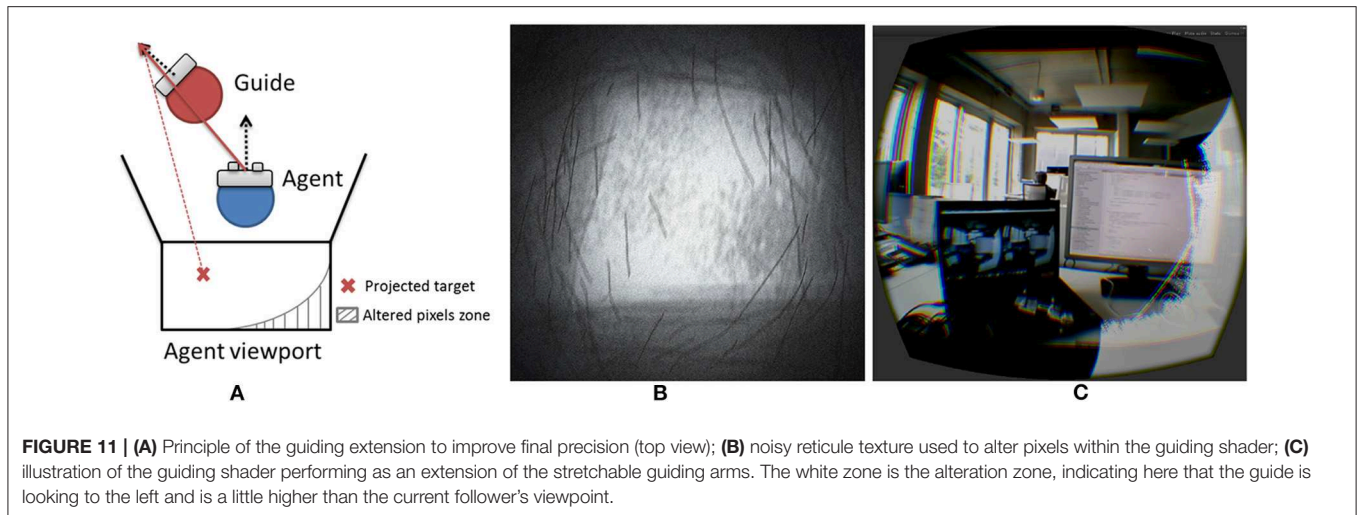 Guide
Agent
Projected target
Altered pixels zone
Agent viewport
A
B
C
FIGURE 11 | (A) Principle of the guiding extension to improve final precision (top view); (B) noisy reticule texture used to alter pixels within the guiding shader; (C)
illustration of the guiding shader performing as an extension of the stretchable guiding arms. The white zone is the alteration zone, indicating here that the guide is
looking to the left and is a little higher than the current follower's viewpoint.